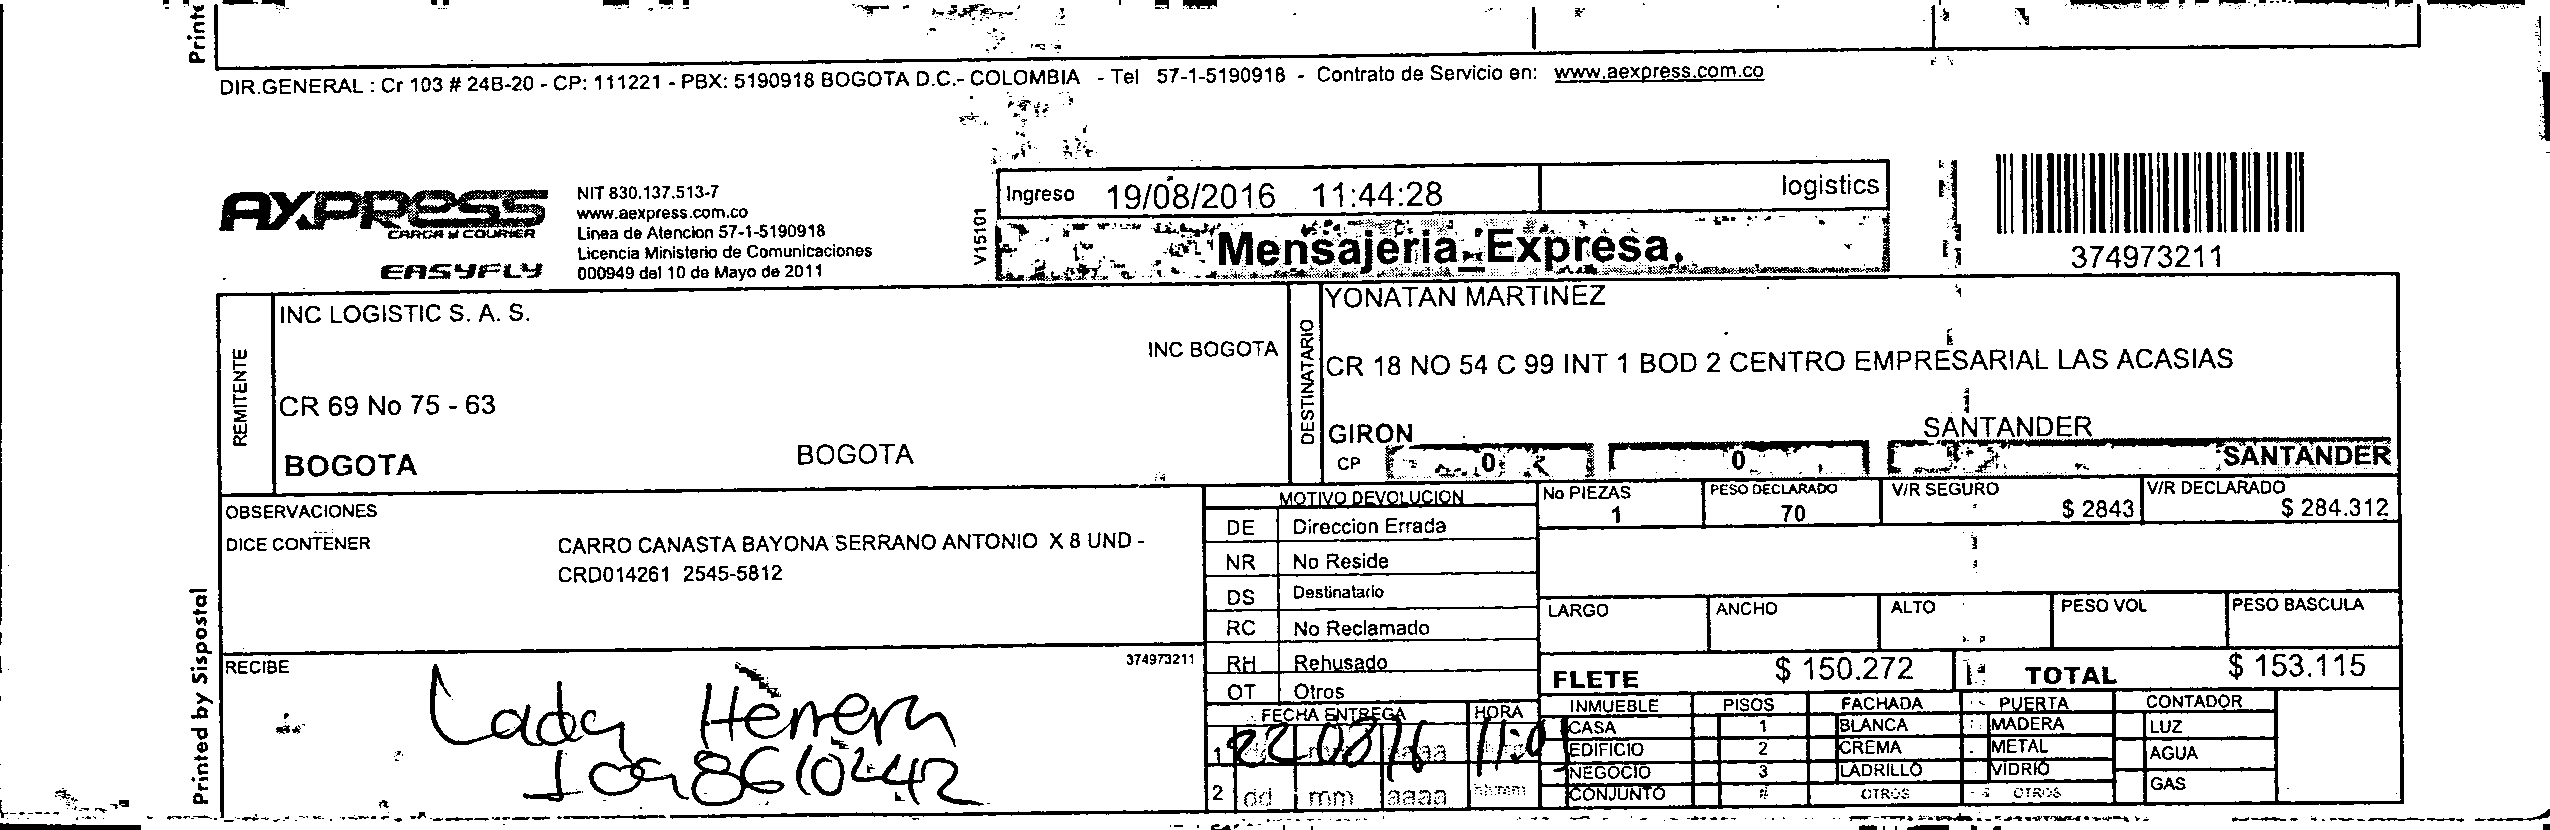 Printe
DIR.GENERAL : Cr 103 # 24B-20 - CP: 111221 - PBX: 5190918 BOGOTA D.C.- COLOMBIA - Tel 57-1-5190918 - Contrato de Servicio en: www.aexpress.com.co
AXPRESS
CARGA Y COURIER
EASYFLY
NIT 830.137.513-7
www.aexpress.com.co
Linea de Atencion 57-1-5190918
Licencia Ministerio de Comunicaciones
000949 del 10 de Mayo de 2011
V15101
Ingreso 19/08/2016 11:44:28 logistics
Mensajeria Expresa.
374973211
REMITENTE
INC LOGISTIC S. A. S.
INC BOGOTA
CR 69 No 75 - 63
BOGOTA BOGOTA
DESTINATARIO
YONATAN MARTINEZ
CR 18 NO 54 C 99 INT 1 BOD 2 CENTRO EMPRESARIAL LAS ACASIAS
GIRON SANTANDER
CP 0 0 SANTANDER
OBSERVACIONES
DICE CONTENER CARRO CANASTA BAYONA SERRANO ANTONIO X 8 UND -
CRD014261 2545-5812
MOTIVO DEVOLUCION
DE Direccion Errada
NR No Reside
DS Destinatario
RC No Reclamado
RH Rehusado
OT Otros
No PIEZAS PESO DECLARADO V/R SEGURO V/R DECLARADO
1 70 $ 2843 $ 284.312
LARGO ANCHO ALTO PESO VOL PESO BASCULA
FLETE $ 150.272 TOTAL $ 153.115
RECIBE 374973211
Lady Herrera
1098610442
FECHA ENTREGA HORA
1 22 08 16
2 dd mm aaaa hh:mm
INMUEBLE PISOS FACHADA PUERTA CONTADOR
CASA 1 BLANCA MADERA LUZ
EDIFICIO 2 CREMA METAL AGUA
NEGOCIO 3 LADRILLO VIDRIO
CONJUNTO # OTROS OTROS GAS
Printed by Sispostal